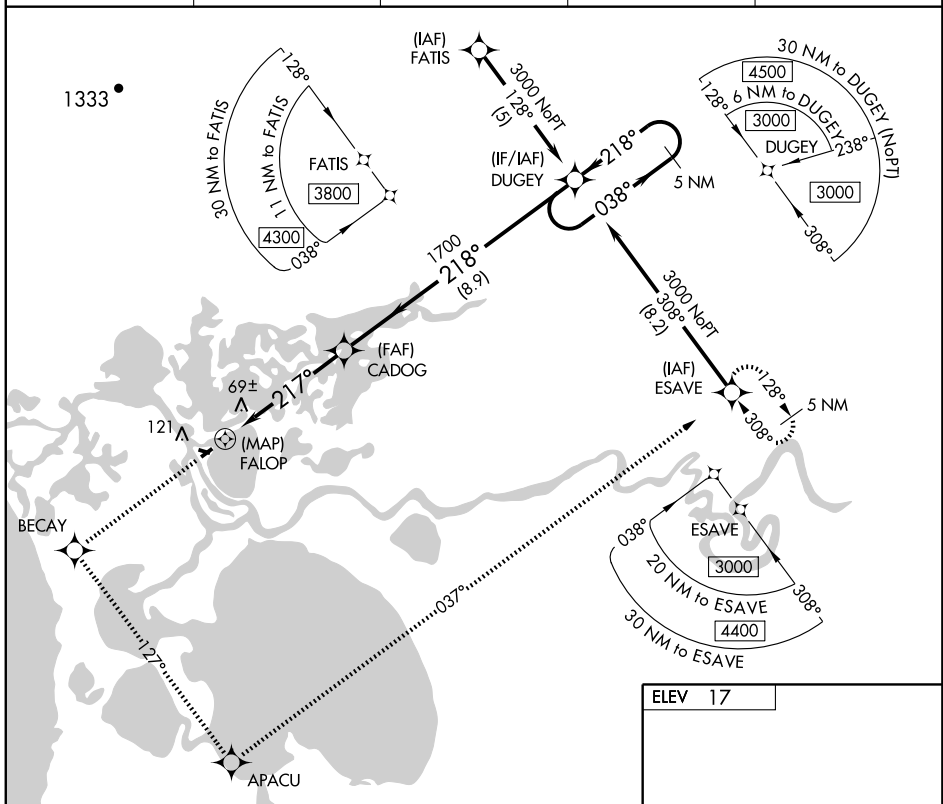 1333
(IAF)
FATIS
3000 NoPT
128°
(5)
(IF/IAF)
DUGEY
218°
038°
5 NM
30 NM to FATIS
11 NM to FATIS
128°
FATIS
3800
4300
038°
30 NM to DUGEY (NoPT)
4500
6 NM to DUGEY
128°
3000
DUGEY
238°
3000
308°
1700
218°
(8.9)
3000 NoPT
308°
(8.2)
(FAF)
CADOG
(IAF)
ESAVE
128°
308°
5 NM
69±
217°
121
(MAP)
FALOP
BECAY
127°
037°
APACU
ESAVE
038°
3000
308°
20 NM to ESAVE
4400
30 NM to ESAVE
ELEV 17